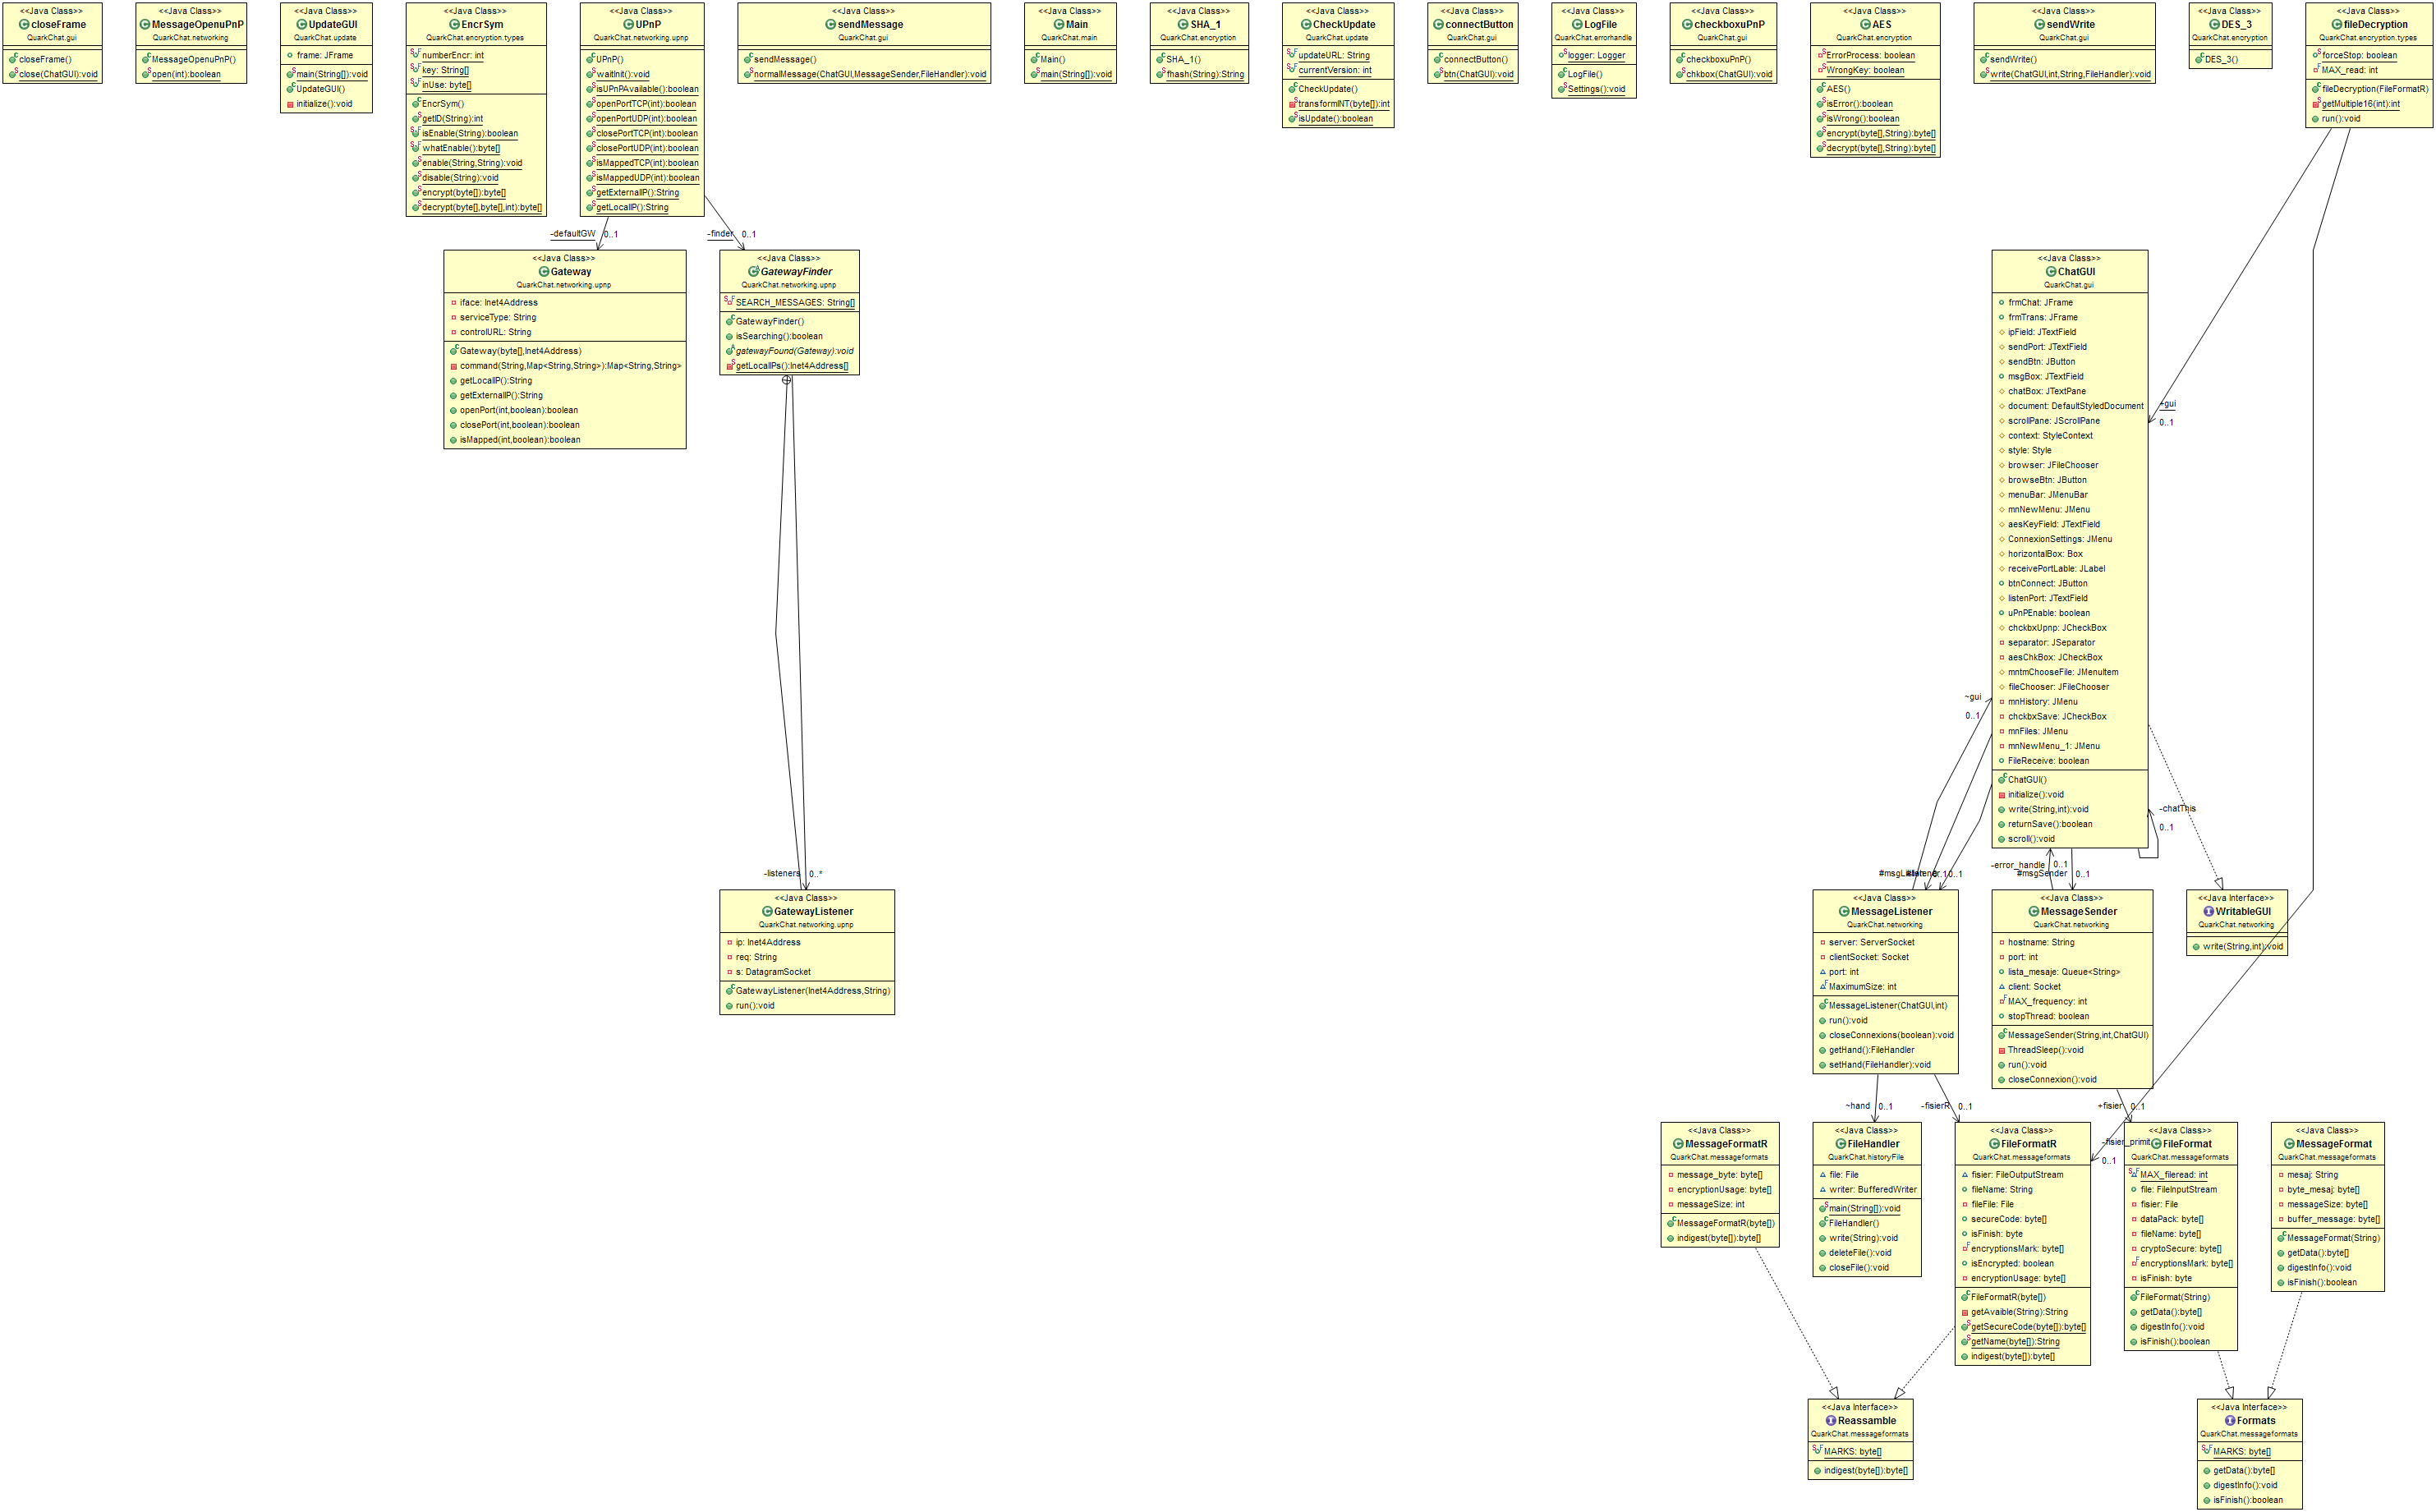 <<Java Class>>
closeFrame
QuarkChat.gui
closeFrame()
close(ChatGUI):void
<<Java Class>>
MessageOpenuPnP
QuarkChat.networking
MessageOpenuPnP()
open(int):boolean
<<Java Class>>
UpdateGUI
QuarkChat.update
frame: JFrame
main(String[]):void
UpdateGUI()
initialize():void
<<Java Class>>
EncrSym
QuarkChat.encryption.types
numberEncr: int
key: String[]
inUse: byte[]
EncrSym()
getID(String):int
isEnable(String):boolean
whatEnable():byte[]
enable(String,String):void
disable(String):void
encrypt(byte[]):byte[]
decrypt(byte[],byte[],int):byte[]
<<Java Class>>
UPnP
QuarkChat.networking.upnp
UPnP()
waitInit():void
isUPnPAvailable():boolean
openPortTCP(int):boolean
openPortUDP(int):boolean
closePortTCP(int):boolean
closePortUDP(int):boolean
isMappedTCP(int):boolean
isMappedUDP(int):boolean
getExternalIP():String
getLocalIP():String
<<Java Class>>
sendMessage
QuarkChat.gui
sendMessage()
normalMessage(ChatGUI,MessageSender,FileHandler):void
<<Java Class>>
Main
QuarkChat.main
Main()
main(String[]):void
<<Java Class>>
SHA_1
QuarkChat.encryption
SHA_1()
fhash(String):String
<<Java Class>>
CheckUpdate
QuarkChat.update
updateURL: String
currentVersion: int
CheckUpdate()
transformINT(byte[]):int
isUpdate():boolean
<<Java Class>>
connectButton
QuarkChat.gui
connectButton()
btn(ChatGUI):void
<<Java Class>>
LogFile
QuarkChat.errorhandle
logger: Logger
LogFile()
Settings():void
<<Java Class>>
checkboxuPnP
QuarkChat.gui
checkboxuPnP()
chkbox(ChatGUI):void
<<Java Class>>
AES
QuarkChat.encryption
ErrorProcess: boolean
WrongKey: boolean
AES()
isError():boolean
isWrong():boolean
encrypt(byte[],String):byte[]
decrypt(byte[],String):byte[]
<<Java Class>>
sendWrite
QuarkChat.gui
sendWrite()
write(ChatGUI,int,String,FileHandler):void
<<Java Class>>
DES_3
QuarkChat.encryption
DES_3()
<<Java Class>>
fileDecryption
QuarkChat.encryption.types
forceStop: boolean
MAX_read: int
fileDecryption(FileFormatR)
getMultiple16(int):int
run():void
-defaultGW
0..1
-finder
0..1
<<Java Class>>
Gateway
QuarkChat.networking.upnp
iface: Inet4Address
serviceType: String
controlURL: String
Gateway(byte[],Inet4Address)
command(String,Map<String,String>):Map<String,String>
getLocalIP():String
getExternalIP():String
openPort(int,boolean):boolean
closePort(int,boolean):boolean
isMapped(int,boolean):boolean
<<Java Class>>
GatewayFinder
QuarkChat.networking.upnp
SEARCH_MESSAGES: String[]
GatewayFinder()
isSearching():boolean
gatewayFound(Gateway):void
getLocalIPs():Inet4Address[]
<<Java Class>>
ChatGUI
QuarkChat.gui
frmChat: JFrame
frmTrans: JFrame
ipField: JTextField
sendPort: JTextField
sendBtn: JButton
msgBox: JTextField
chatBox: JTextPane
document: DefaultStyledDocument
scrollPane: JScrollPane
context: StyleContext
style: Style
browser: JFileChooser
browseBtn: JButton
menuBar: JMenuBar
mnNewMenu: JMenu
aesKeyField: JTextField
ConnexionSettings: JMenu
horizontalBox: Box
receivePortLable: JLabel
btnConnect: JButton
listenPort: JTextField
uPnPEnable: boolean
chckbxUpnp: JCheckBox
separator: JSeparator
aesChkBox: JCheckBox
mntmChooseFile: JMenuItem
fileChooser: JFileChooser
mnHistory: JMenu
chckbxSave: JCheckBox
mnFiles: JMenu
mnNewMenu_1: JMenu
FileReceive: boolean
ChatGUI()
initialize():void
write(String,int):void
returnSave():boolean
scroll():void
+gui
0..1
~gui
0..1
-chatThis
0..1
-error_handle
0..1
#msgSender
0..1
0..1
-listeners
0..*
<<Java Class>>
GatewayListener
QuarkChat.networking.upnp
ip: Inet4Address
req: String
s: DatagramSocket
GatewayListener(Inet4Address,String)
run():void
<<Java Class>>
MessageListener
QuarkChat.networking
server: ServerSocket
clientSocket: Socket
port: int
MaximumSize: int
MessageListener(ChatGUI,int)
run():void
closeConnexions(boolean):void
getHand():FileHandler
setHand(FileHandler):void
<<Java Class>>
MessageSender
QuarkChat.networking
hostname: String
port: int
lista_mesaje: Queue<String>
client: Socket
MAX_frequency: int
stopThread: boolean
MessageSender(String,int,ChatGUI)
ThreadSleep():void
run():void
closeConnexion():void
<<Java Interface>>
WritableGUI
QuarkChat.networking
write(String,int):void
~hand
0..1
-fisierR
0..1
+fisier
0..1
-fisier_primit
0..1
<<Java Class>>
MessageFormatR
QuarkChat.messageformats
message_byte: byte[]
encryptionUsage: byte[]
messageSize: int
MessageFormatR(byte[])
indigest(byte[]):byte[]
<<Java Class>>
FileHandler
QuarkChat.historyFile
file: File
writer: BufferedWriter
main(String[]):void
FileHandler()
write(String):void
deleteFile():void
closeFile():void
<<Java Class>>
FileFormatR
QuarkChat.messageformats
fisier: FileOutputStream
fileName: String
fileFile: File
secureCode: byte[]
isFinish: byte
encryptionsMark: byte[]
isEncrypted: boolean
encryptionUsage: byte[]
FileFormatR(byte[])
getAvaible(String):String
getSecureCode(byte[]):byte[]
getName(byte[]):String
indigest(byte[]):byte[]
<<Java Class>>
FileFormat
QuarkChat.messageformats
MAX_fileread: int
file: FileInputStream
fisier: File
dataPack: byte[]
fileName: byte[]
cryptoSecure: byte[]
encryptionsMark: byte[]
isFinish: byte
FileFormat(String)
getData():byte[]
digestInfo():void
isFinish():boolean
<<Java Class>>
MessageFormat
QuarkChat.messageformats
mesaj: String
byte_mesaj: byte[]
messageSize: byte[]
buffer_message: byte[]
MessageFormat(String)
getData():byte[]
digestInfo():void
isFinish():boolean
<<Java Interface>>
Reassamble
QuarkChat.messageformats
MARKS: byte[]
indigest(byte[]):byte[]
<<Java Interface>>
Formats
QuarkChat.messageformats
MARKS: byte[]
getData():byte[]
digestInfo():void
isFinish():boolean